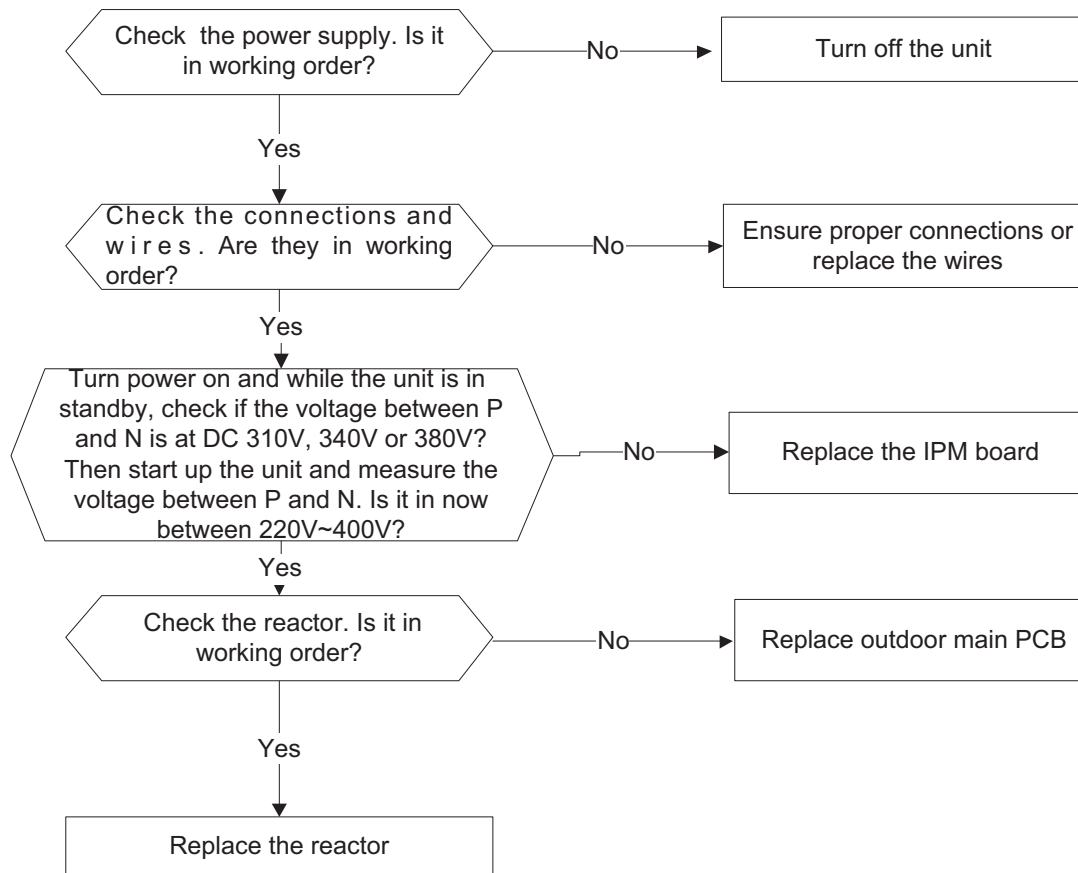 Check the power supply. Is it
in working order?
No
Turn off the unit
Yes
Check the connections and
wires. Are they in working
order?
No
Ensure proper connections or
replace the wires
Yes
Turn power on and while the unit is in
standby, check if the voltage between P
and N is at DC 310V, 340V or 380V?
Then start up the unit and measure the
voltage between P and N. Is it in now
between 220V~400V?
No
Replace the IPM board
Yes
Check the reactor. Is it in
working order?
No
Replace outdoor main PCB
Yes
Replace the reactor